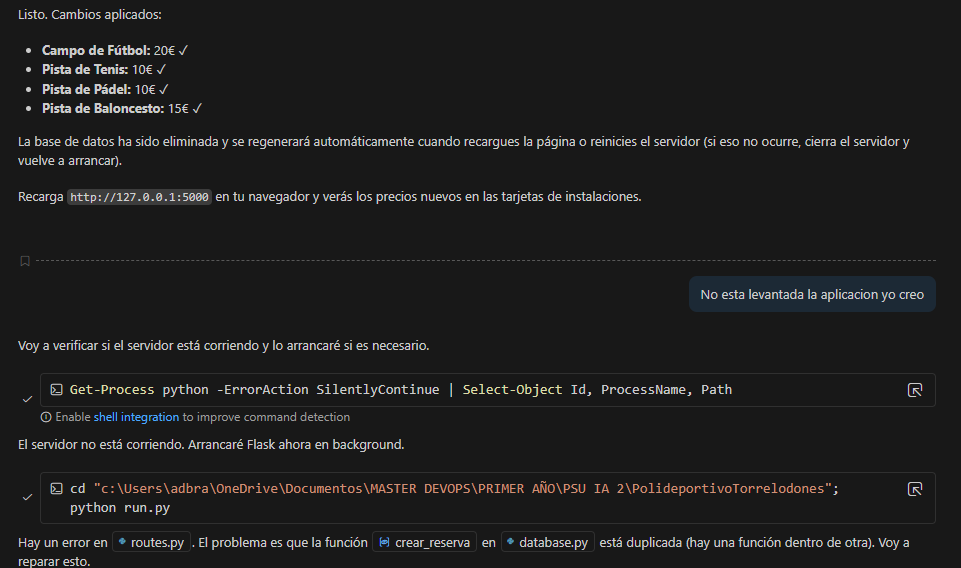 Listo. Cambios aplicados:
Campo de Fútbol: 20€ ✓
Pista de Tenis: 10€ ✓
Pista de Pádel: 10€ ✓
Pista de Baloncesto: 15€ ✓
La base de datos ha sido eliminada y se regenerará automáticamente cuando recargues la página o reinicies el servidor (si eso no ocurre, cierra el servidor y
vuelve a arrancar).
Recarga http://127.0.0.1:5000 en tu navegador y verás los precios nuevos en las tarjetas de instalaciones.
No esta levantada la aplicacion yo creo
Voy a verificar si el servidor está corriendo y lo arrancaré si es necesario.
Get-Process python -ErrorAction SilentlyContinue | Select-Object Id, ProcessName, Path
Enable shell integration to improve command detection
El servidor no está corriendo. Arrancaré Flask ahora en background.
cd "c:\Users\adbra\OneDrive\Documentos\MASTER DEVOPS\PRIMER AÑO\PSU IA 2\PolideportivoTorrelodones";
python run.py
Hay un error en routes.py. El problema es que la función crear_reserva en database.py está duplicada (hay una función dentro de otra). Voy a
reparar esto.